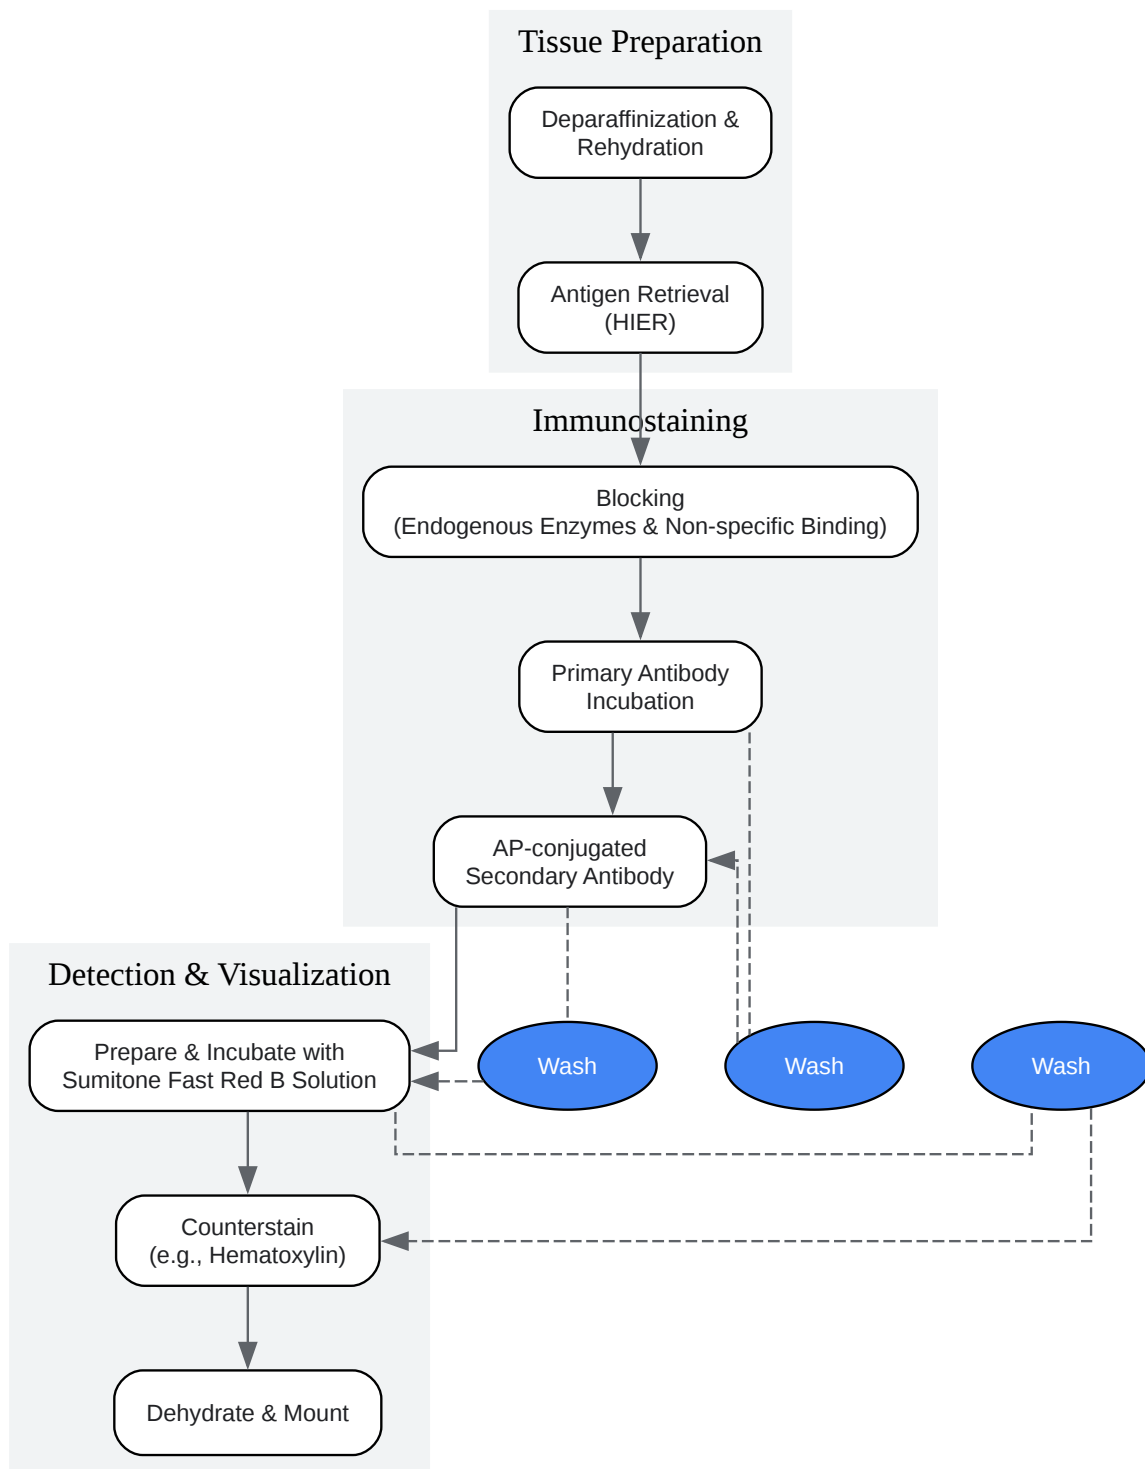 Tissue Preparation
Deparaffinization &
Rehydration
Antigen Retrieval
(HIER)
Immunostaining
Blocking
(Endogenous Enzymes & Non-specific Binding)
Primary Antibody
Incubation
AP-conjugated
Secondary Antibody
Detection & Visualization
Prepare & Incubate with
Sumitone Fast Red B Solution
Wash
Wash
Wash
Counterstain
(e.g., Hematoxylin)
Dehydrate & Mount